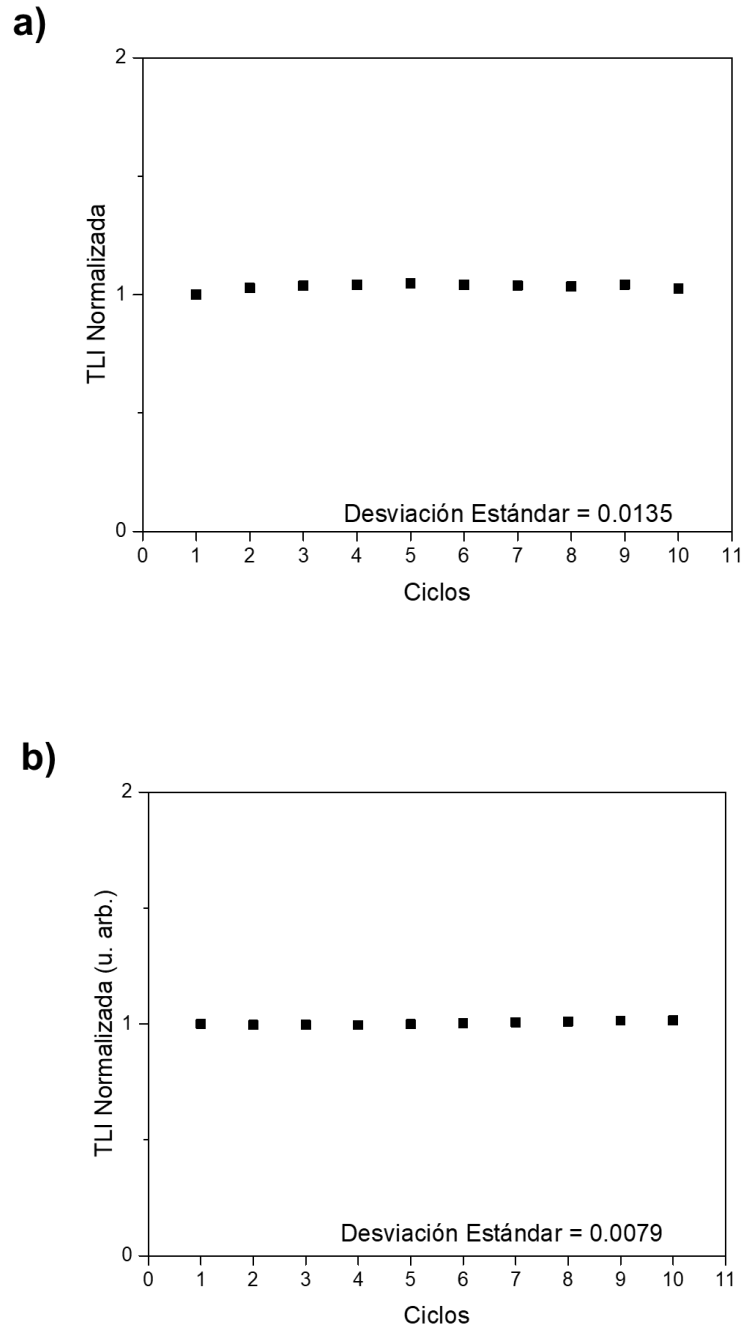 a)
2
1
0
TLI Normalizada
Desviación Estándar = 0.0135
0 1 2 3 4 5 6 7 8 9 10 11
Ciclos
b)
2
1
0
TLI Normalizada (u. arb.)
Desviación Estándar = 0.0079
0 1 2 3 4 5 6 7 8 9 10 11
Ciclos